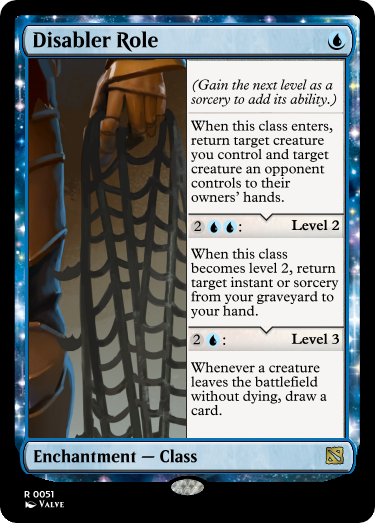 Disabler Role
(Gain the next level as a
sorcery to add its ability.)
When this class enters,
return target creature
you control and target
creature an opponent
controls to their
owners' hands.
2 : Level 2
When this class
becomes level 2, return
target instant or sorcery
from your graveyard to
your hand.
2 : Level 3
Whenever a creature
leaves the battlefield
without dying, draw a
card.
Enchantment — Class
R 0051
Valve